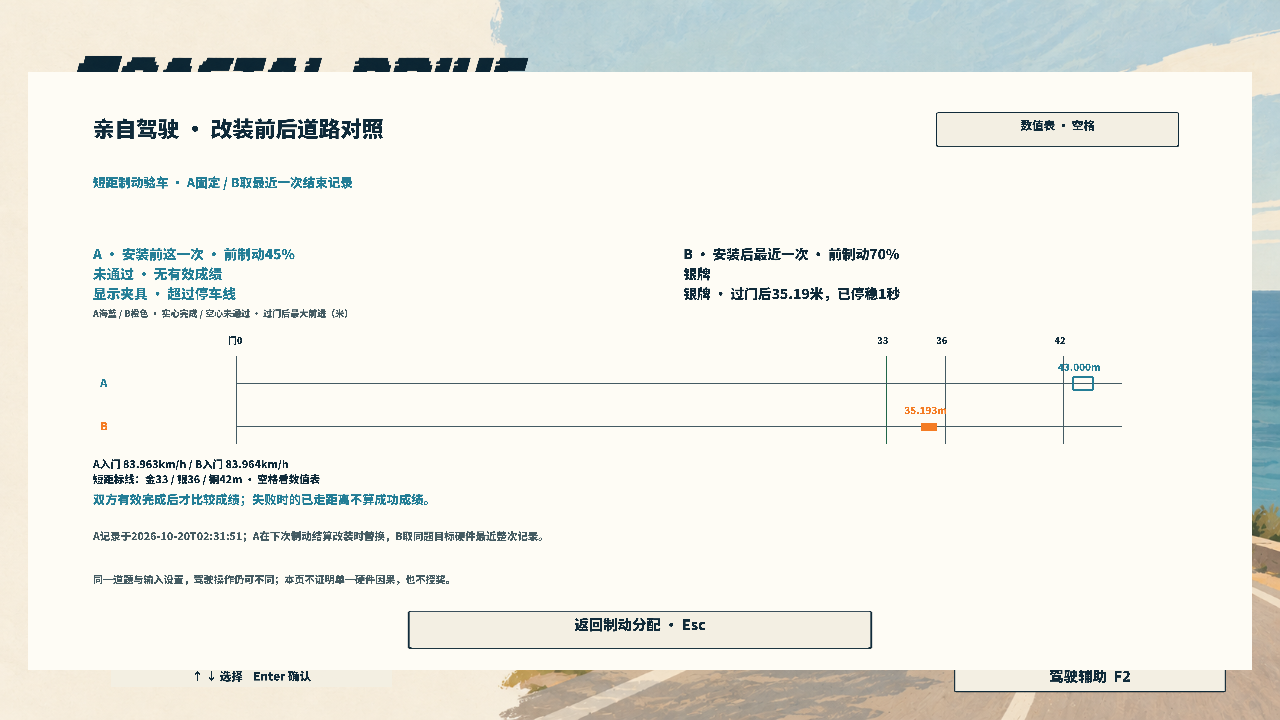 COASTAL DRIVE
亲自驾驶 · 改装前后道路对照
数值表 · 空格
短距制动验车 · A固定 / B取最近一次结束记录
A · 安装前这一次 · 前制动45%
未通过 · 无有效成绩
显示夹具 · 超过停车线
B · 安装后最近一次 · 前制动70%
银牌
银牌 · 过门后35.19米，已停稳1秒
A海蓝 / B橙色 · 实心完成 / 空心未通过 · 过门后最大前进（米）
门0
33
36
42
A
43.000m
B
35.193m
A入门 83.963km/h / B入门 83.964km/h
短距标线：金33 / 银36 / 铜42m · 空格看数值表
双方有效完成后才比较成绩；失败时的已走距离不算成功成绩。
A记录于2026-10-20T02:31:51；A在下次制动结算改装时替换，B取同题目标硬件最近整次记录。
同一道题与输入设置，驾驶操作仍可不同；本页不证明单一硬件因果，也不授奖。
返回制动分配 · Esc
↑ ↓ 选择 Enter 确认
驾驶辅助 F2